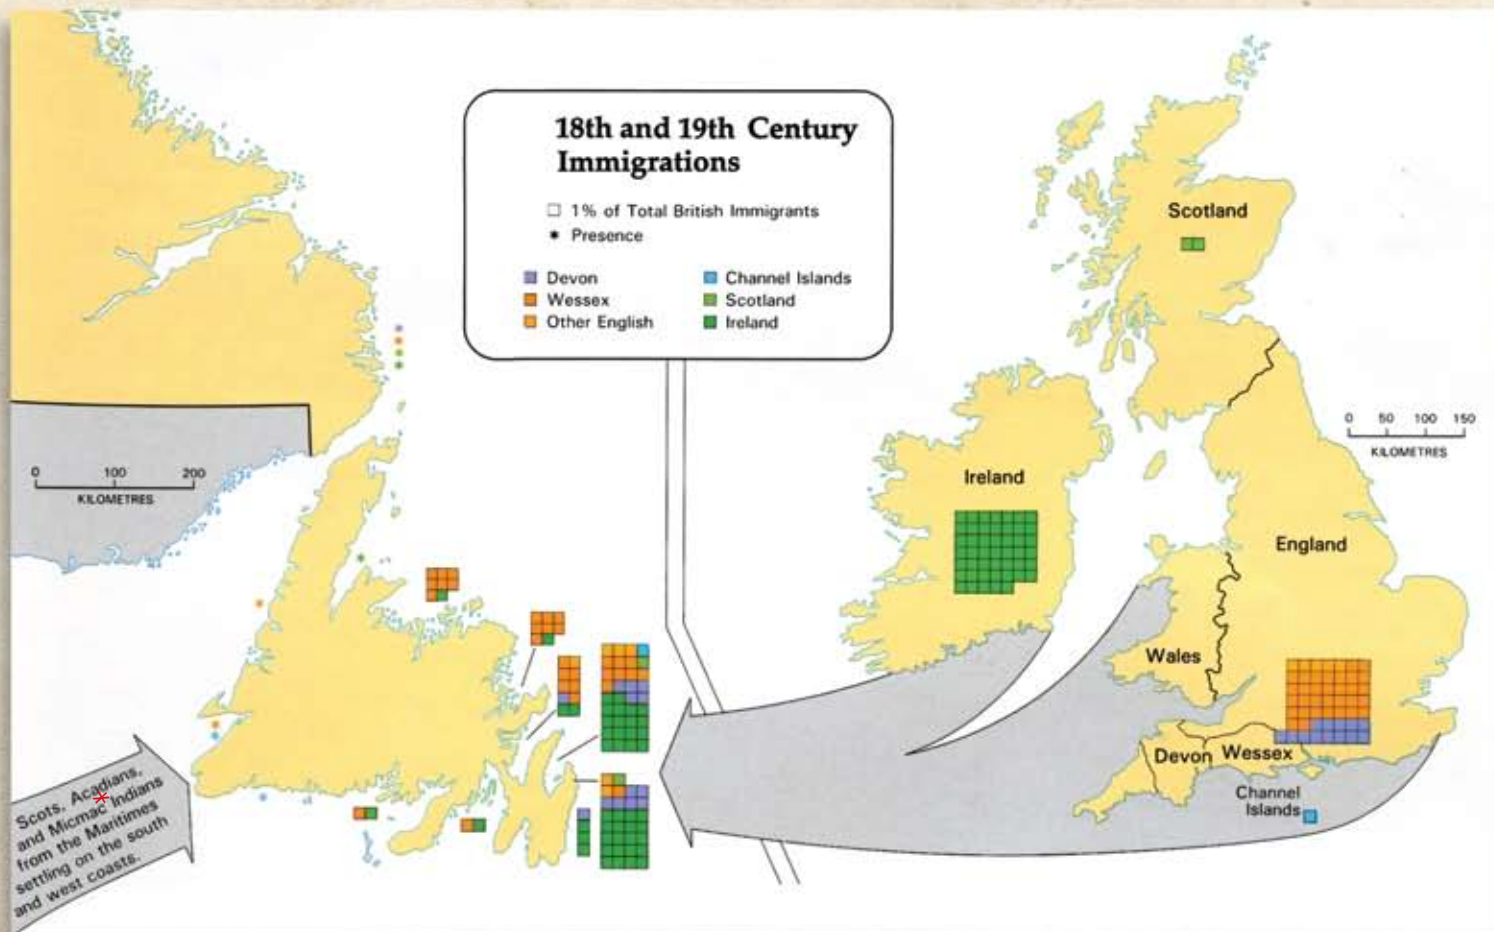 18th and 19th Century
Immigrations
1% of Total British Immigrants
* Presence
Devon
Wessex
Other English
Channel Islands
Scotland
Ireland
Scotland
0 50 100 150
KILOMETRES
0 100 200
KILOMETRES
Ireland
England
Wales
Devon
Wessex
Channel
Islands
Scots, Acadians,
and Micmac Indians
from the Maritimes
settling on the south
and west coasts.